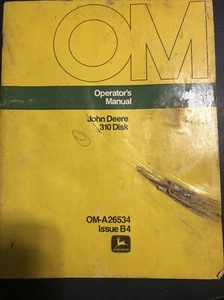 OM
Operator's
Manual
John Deere
310 Disk
OM-A26534
Issue B4